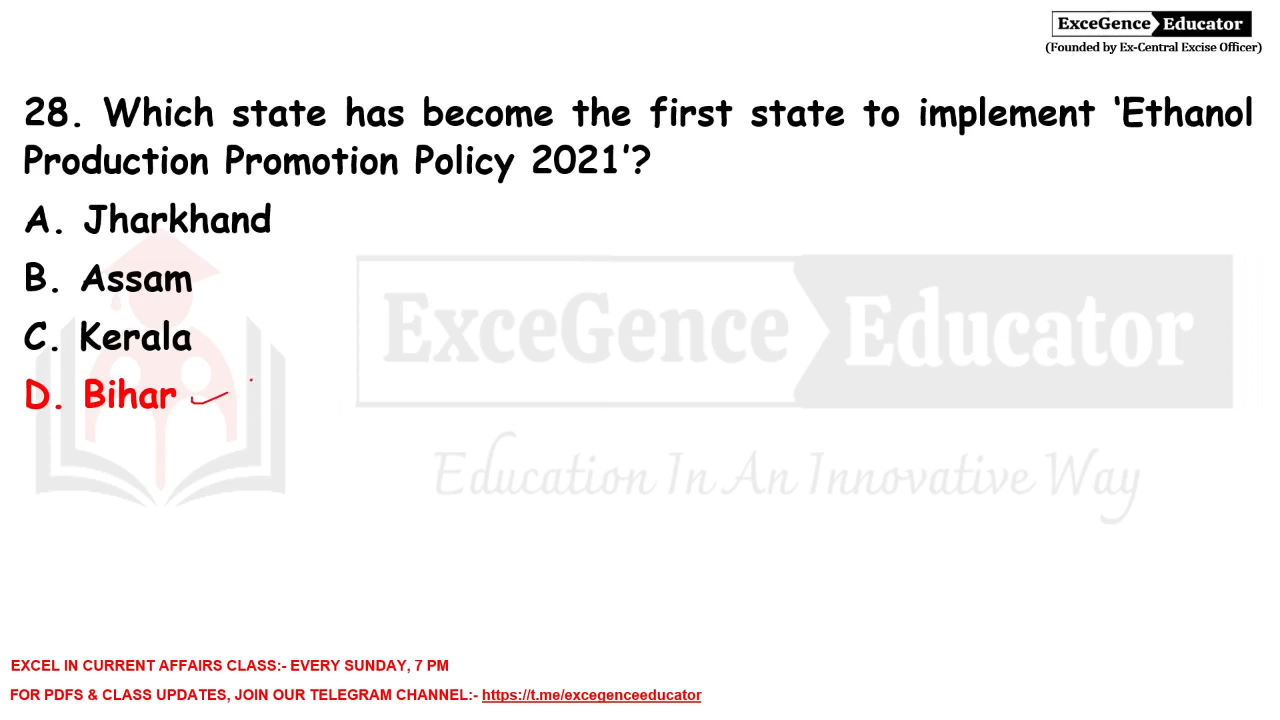 ExceGence Educator
(Founded by Ex-Central Excise Officer)
28. Which state has become the first state to implement ‘Ethanol
Production Promotion Policy 2021’?
A. Jharkhand
B. Assam
C. Kerala
D. Bihar
ExceGence Educator
Education In An Innovative Way
EXCEL IN CURRENT AFFAIRS CLASS:- EVERY SUNDAY, 7 PM
FOR PDFS & CLASS UPDATES, JOIN OUR TELEGRAM CHANNEL:- https://t.me/excegenceeducator